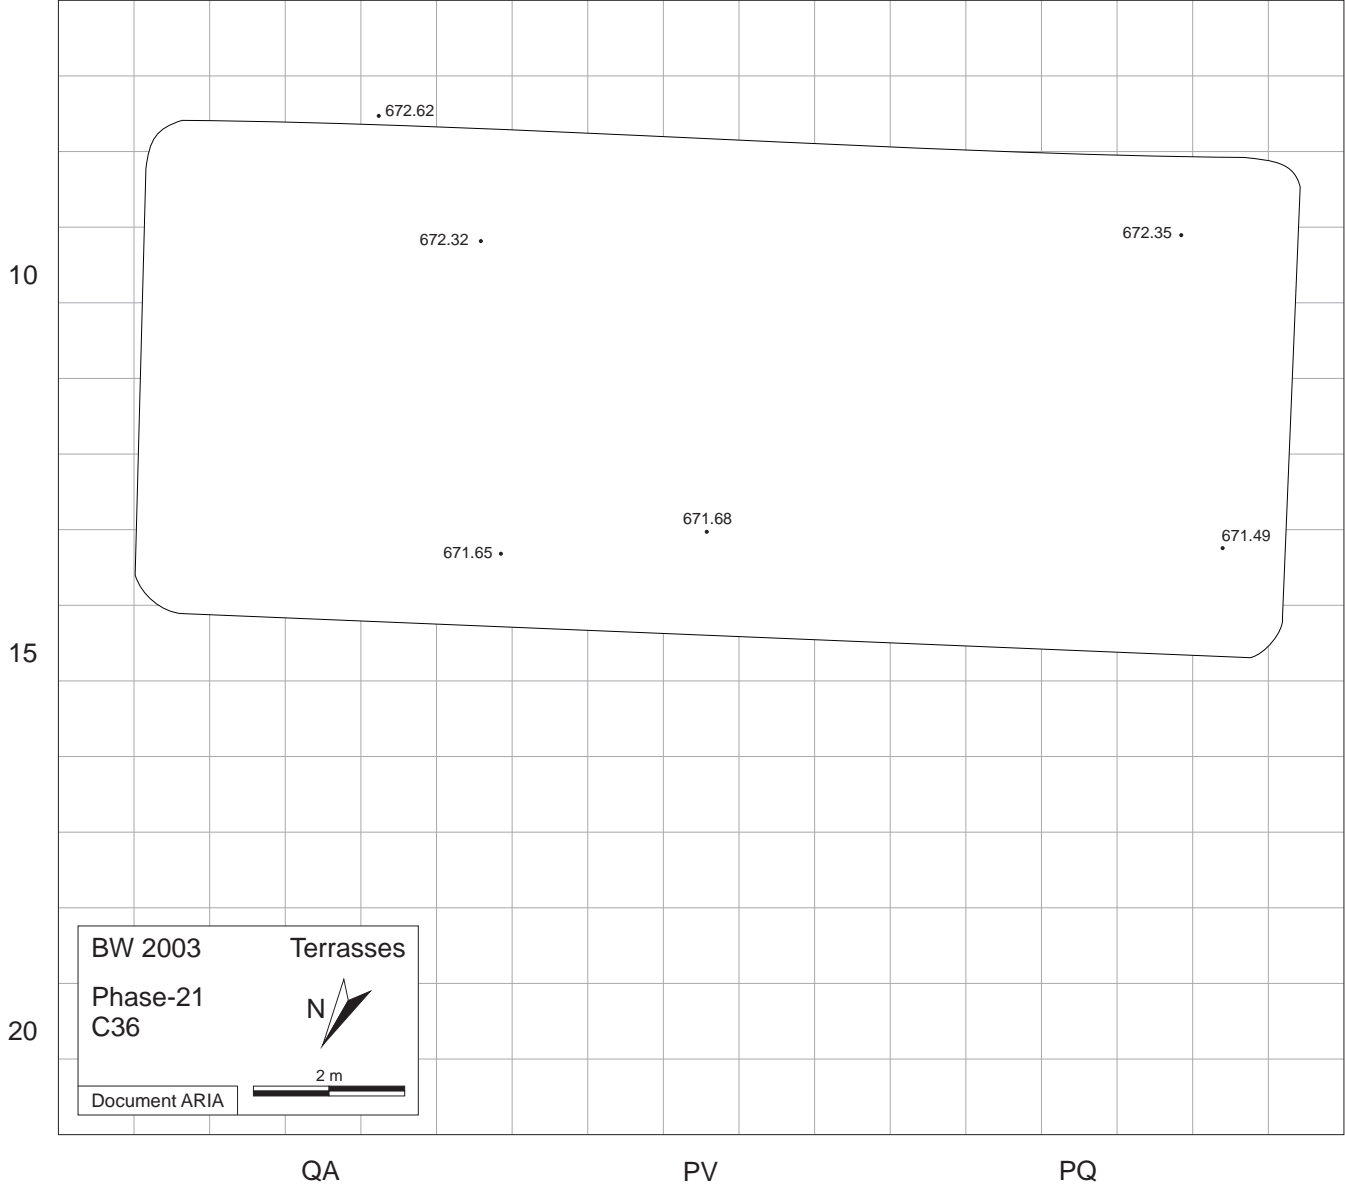 672.62
672.32
672.35
10
671.68
671.49
671.65
15
BW 2003 Terrasses
Phase-21
N
C36
20
2 m
Document ARIA
QA PV PQ